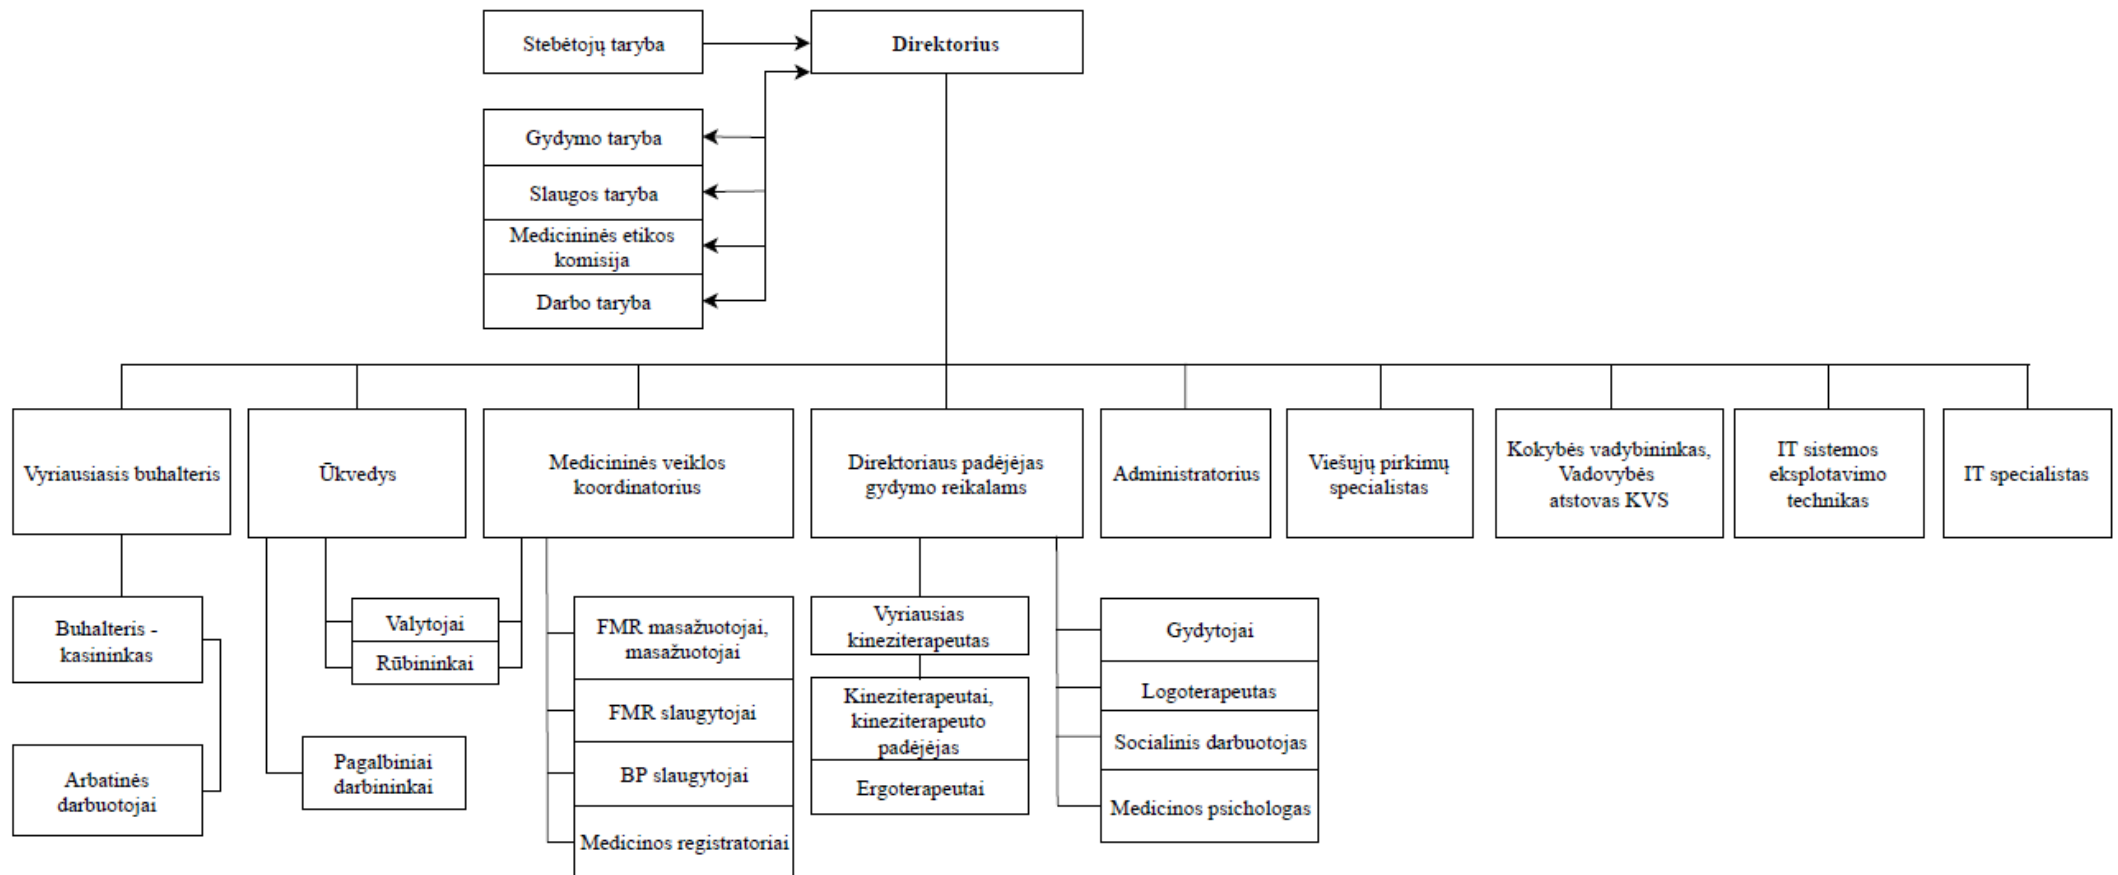 Stebėtojų taryba
Direktorius
Gydymo taryba
Slaugos taryba
Medicininės etikos
komisija
Darbo taryba
Vyriausiasis buhalteris
Ūkvedys
Medicininės veiklos
koordinatorius
Direktoriaus padėjėjas
gydymo reikalams
Administratorius
Viešųjų pirkimų
specialistas
Kokybės vadybininkas,
Vadovybės
atstovas KVS
IT sistemos
eksplotavimo
technikas
IT specialistas
Buhalteris -
kasininkas
Arbatinės
darbuotojai
Valytojai
Rūbininkai
Pagalbiniai
darbininkai
FMR masažuotojai,
masažuotojai
FMR slaugytojai
BP slaugytojai
Medicinos registratoriai
Vyriausias
kineziterapeutas
Kineziterapeutai,
kineziterapeuto
padėjėjas
Ergoterapeutai
Gydytojai
Logoterapeutas
Socialinis darbuotojas
Medicinos psichologas